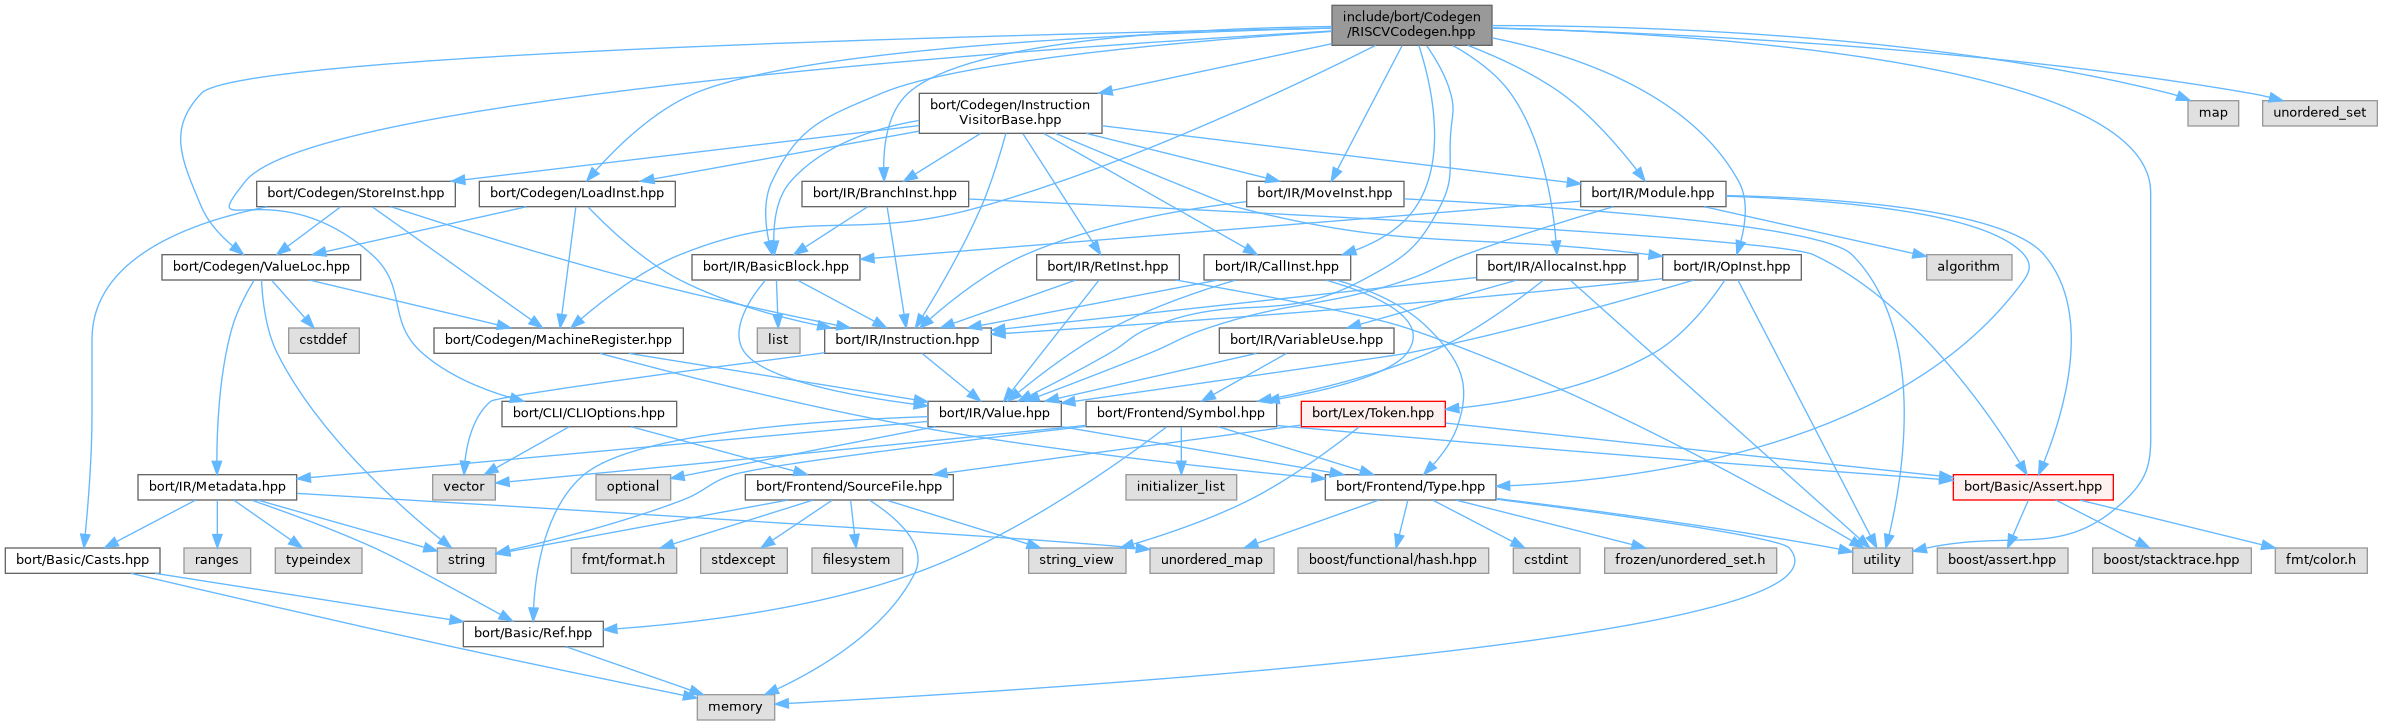 include/bort/Codegen
/RISCVCodegen.hpp
bort/Codegen/Instruction
VisitorBase.hpp
map
unordered_set
bort/Codegen/StoreInst.hpp
bort/Codegen/LoadInst.hpp
bort/IR/BranchInst.hpp
bort/IR/MoveInst.hpp
bort/IR/Module.hpp
bort/Codegen/ValueLoc.hpp
bort/IR/BasicBlock.hpp
bort/IR/RetInst.hpp
bort/IR/CallInst.hpp
bort/IR/AllocaInst.hpp
bort/IR/OpInst.hpp
algorithm
cstddef
bort/Codegen/MachineRegister.hpp
list
bort/IR/Instruction.hpp
bort/IR/VariableUse.hpp
bort/CLI/CLIOptions.hpp
bort/IR/Value.hpp
bort/Frontend/Symbol.hpp
bort/Lex/Token.hpp
bort/IR/Metadata.hpp
vector
optional
bort/Frontend/SourceFile.hpp
initializer_list
bort/Frontend/Type.hpp
bort/Basic/Assert.hpp
bort/Basic/Casts.hpp
ranges
typeindex
string
fmt/format.h
stdexcept
filesystem
string_view
unordered_map
boost/functional/hash.hpp
cstdint
frozen/unordered_set.h
utility
boost/assert.hpp
boost/stacktrace.hpp
fmt/color.h
bort/Basic/Ref.hpp
memory